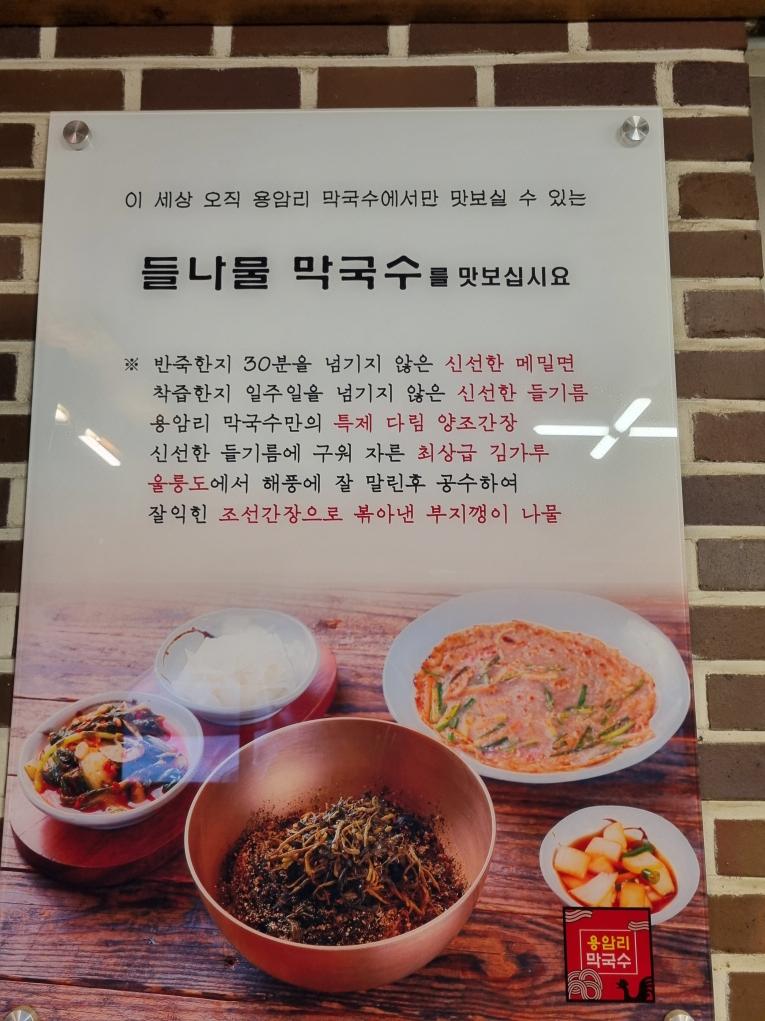 이 세상 오직 용암리 막국수에서만 맛보실 수 있는
들나물 막국수를 맛보십시요
※ 반죽한지 30분을 넘기지 않은 신선한 메밀면
착즙한지 일주일을 넘기지 않은 신선한 들기름
용암리 막국수만의 특제 다림 양조간장
신선한 들기름에 구워 자른 최상급 김가루
울릉도에서 해풍에 잘 말린후 공수하여
잘익힌 조선간장으로 볶아낸 부지깽이 나물
용암리
막국수